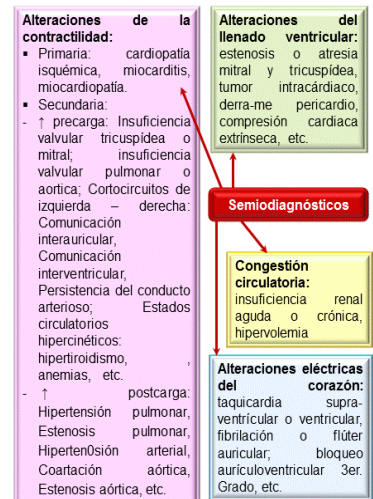 Alteraciones de la
contractilidad:
▪ Primaria: cardiopatía
isquémica, miocarditis,
miocardiopatía.
▪ Secundaria:
- ↑ precarga: Insuficiencia
valvular tricuspídea o
mitral; insuficiencia
valvular pulmonar o
aortica; Cortocircuitos de
izquierda – derecha:
Comunicación
interauricular,
Comunicación
interventricular,
Persistencia del conducto
arterioso; Estados
circulatorios
hipercinéticos:
hipertiroidismo, ,
anemias, etc.
- ↑ postcarga:
Hipertensión pulmonar,
Estenosis pulmonar,
Hiperten0sión arterial,
Coartación aórtica,
Estenosis aórtica, etc.
Alteraciones del
llenado ventricular:
estenosis o atresia
mitral y tricuspídea,
tumor intracárdiaco,
derra-me pericardio,
compresión cardiaca
extrínseca, etc.
Semiodiagnósticos
Congestión
circulatoria:
insuficiencia renal
aguda o crónica,
hipervolemia
Alteraciones eléctricas
del corazón:
taquicardia supra-
ventrícular o ventricular,
fibrilación o flúter
auricular; bloqueo
aurículoventricular 3er.
Grado, etc.